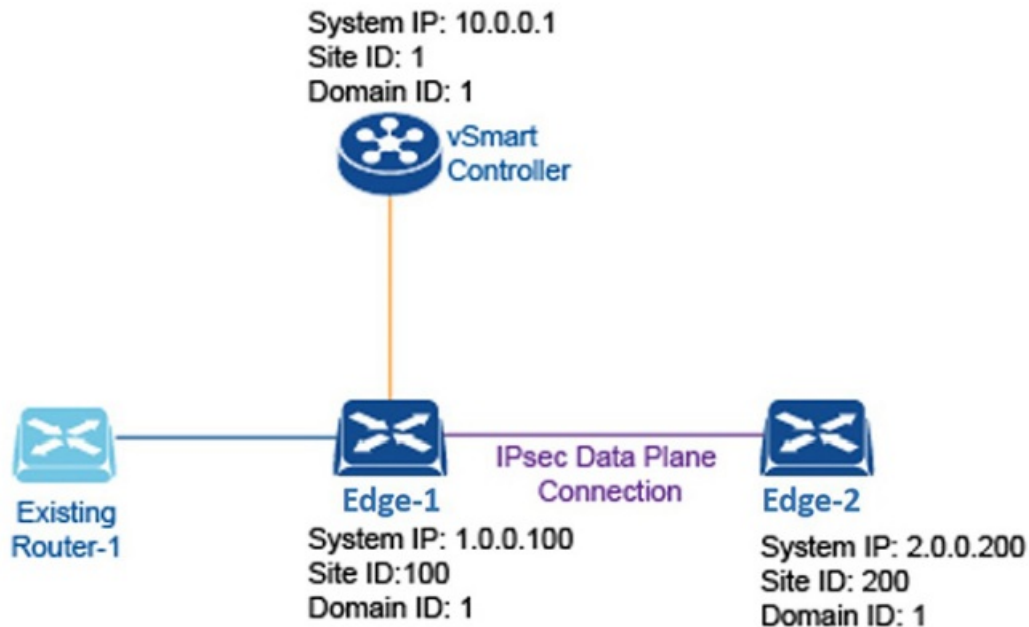 System IP: 10.0.0.1
Site ID: 1
Domain ID: 1
vSmart
Controller
IPsec Data Plane
Connection
Existing
Router-1
Edge-1
System IP: 1.0.0.100
Site ID:100
Domain ID: 1
Edge-2
System IP: 2.0.0.200
Site ID: 200
Domain ID: 1